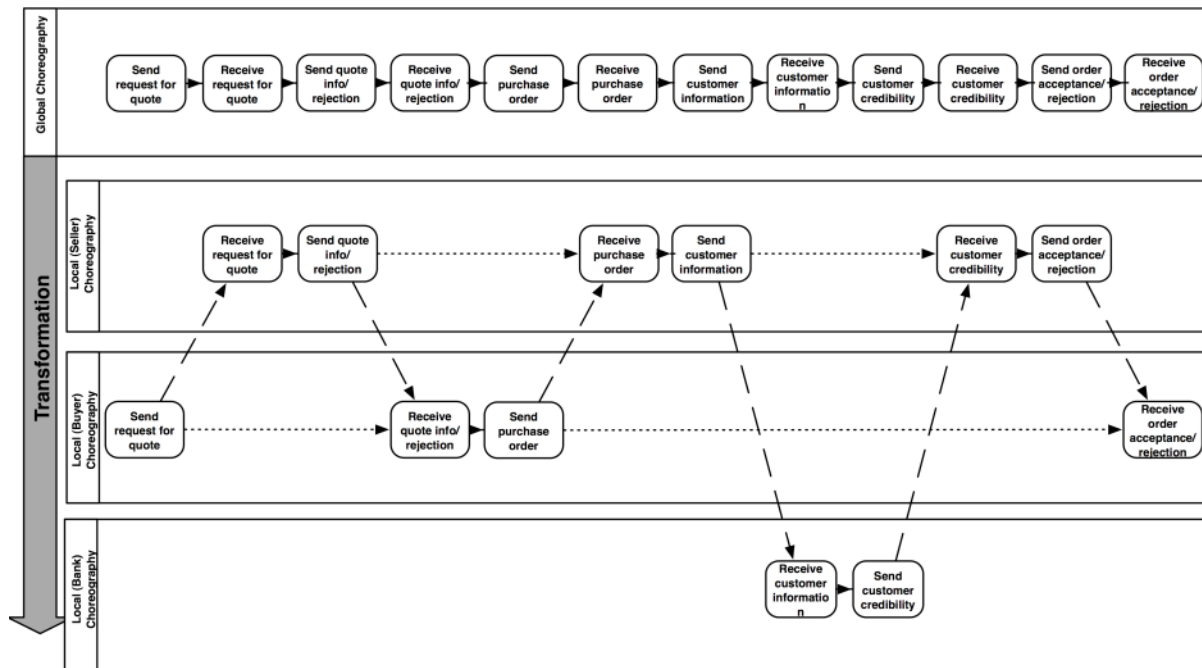 Global Choreography
Send
request for
quote
Receive
request for
quote
Send quote
info/
rejection
Receive
quote info/
rejection
Send
purchase
order
Receive
purchase
order
Send
customer
information
Receive
customer
informatio
n
Send
customer
credibility
Receive
customer
credibility
Send order
acceptance/
rejection
Receive
order
acceptance/
rejection
Transformation
Local (Seller)
Choreography
Receive
request for
quote
Send quote
info/
rejection
Receive
purchase
order
Send
customer
information
Receive
customer
credibility
Send order
acceptance/
rejection
Local (Buyer)
Choreography
Send
request for
quote
Receive
quote info/
rejection
Send
purchase
order
Receive
order
acceptance/
rejection
Local (Bank)
Choreography
Receive
customer
informatio
n
Send
customer
credibility